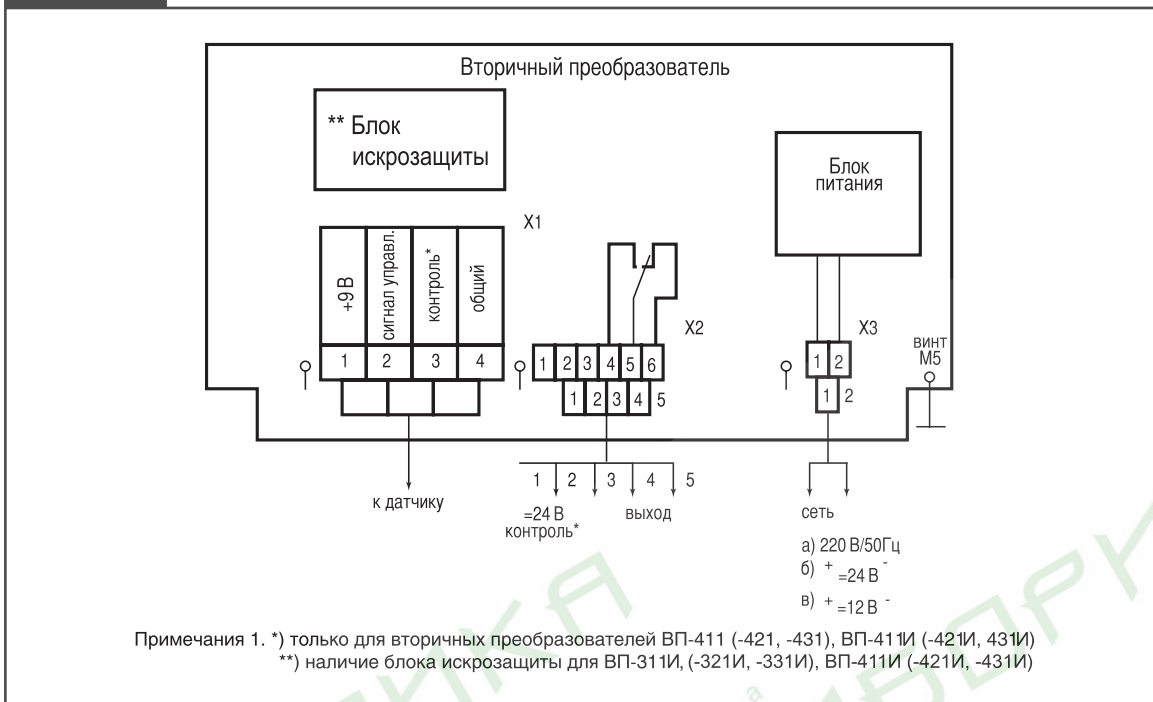 Вторичный преобразователь
** Блок
искрозащиты
Блок
питания
X1
+9 В
сигнал управл.
контроль*
общий
X2
X3
винт
М5
1 2 3 4
1 2 3 4 5 6
1 2
1 2 3 4 5
1 2
1 2 3 4 5
к датчику
=24 В
контроль*
выход
сеть
а) 220 В/50Гц
б) + =24 В -
в) + =12 В -
Примечания 1. *) только для вторичных преобразователей ВП-411 (-421, -431), ВП-411И (-421И, 431И)
**) наличие блока искрозащиты для ВП-311И, (-321И, -331И), ВП-411И (-421И, -431И)